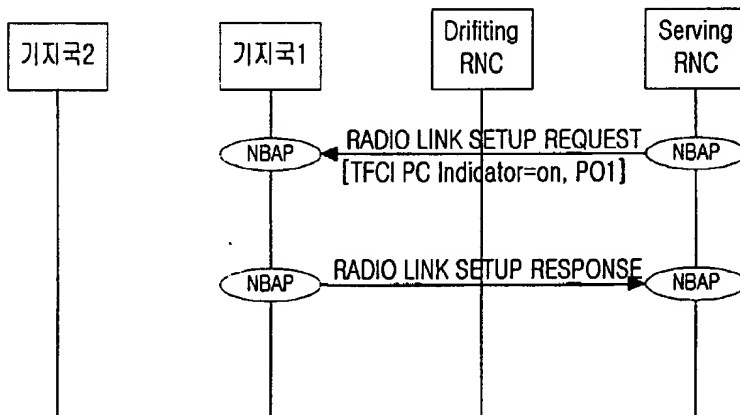 기지국2
기지국1
Drifiting
RNC
Serving
RNC
NBAP
RADIO LINK SETUP REQUEST
NBAP
[TFCI PC Indicator=on, PO1]
NBAP
RADIO LINK SETUP RESPONSE
NBAP